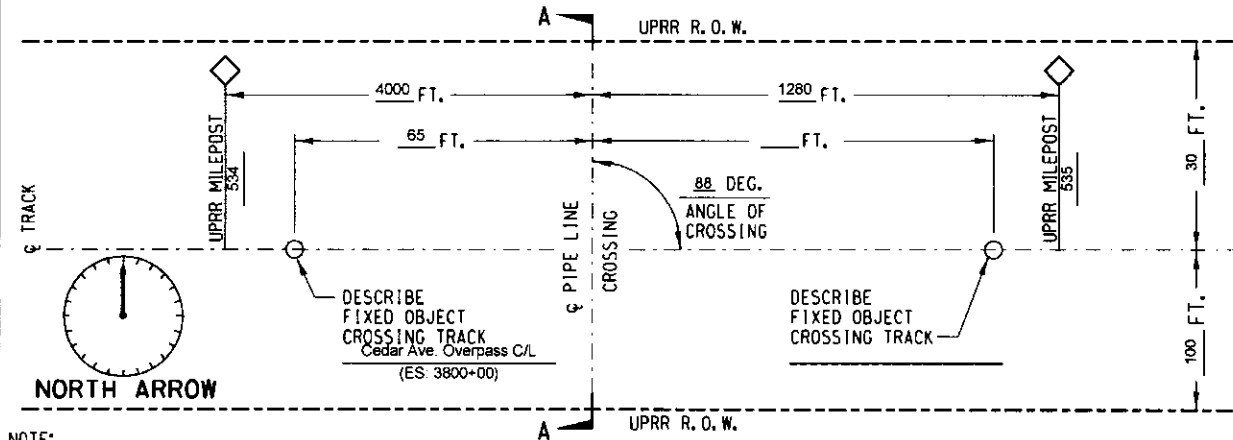 A
UPRR R.O.W.
4000 FT.
1280 FT.
65 FT.
FT.
UPRR MILEPOST
534
88 DEG.
ANGLE OF
CROSSING
UPRR MILEPOST
535
30 FT.
℄ TRACK
℄ PIPE LINE
CROSSING
DESCRIBE
FIXED OBJECT
CROSSING TRACK
Cedar Ave. Overpass C/L
(ES: 3800+00)
DESCRIBE
FIXED OBJECT
CROSSING TRACK
100 FT.
NORTH ARROW
A
UPRR R.O.W.
NOTE: